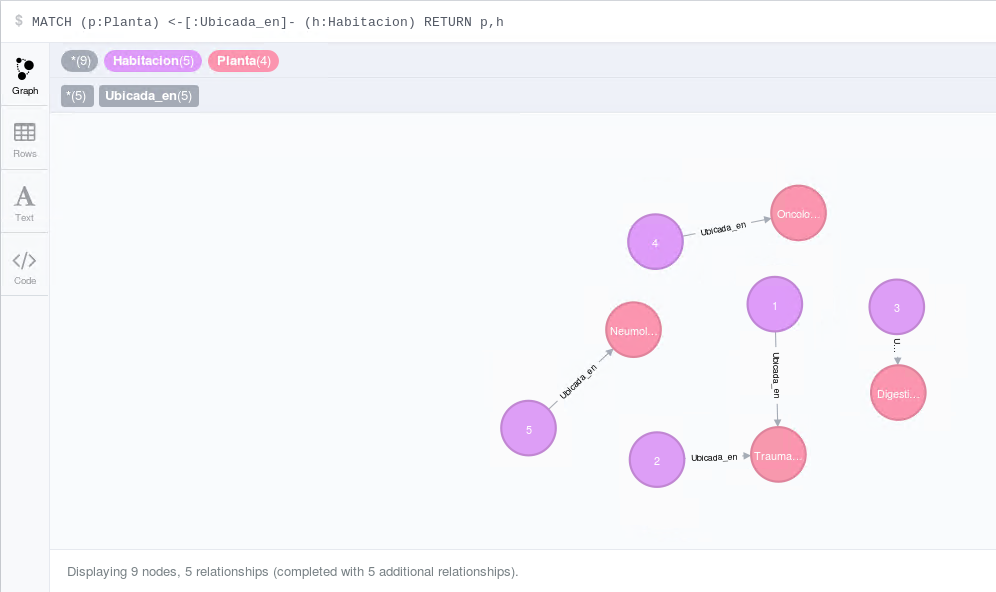 $ MATCH (p:Planta) <-[:Ubicada_en]- (h:Habitacion) RETURN p,h
*(9) Habitacion(5) Planta(4)
*(5) Ubicada_en(5)
Graph
Rows
Text
Code
Oncolo...
4
Ubicada_en
1
3
Neumol...
U...
Ubicada_en
Ubicada_en
Digesti...
5
2
Ubicada_en
Trauma...
Displaying 9 nodes, 5 relationships (completed with 5 additional relationships).